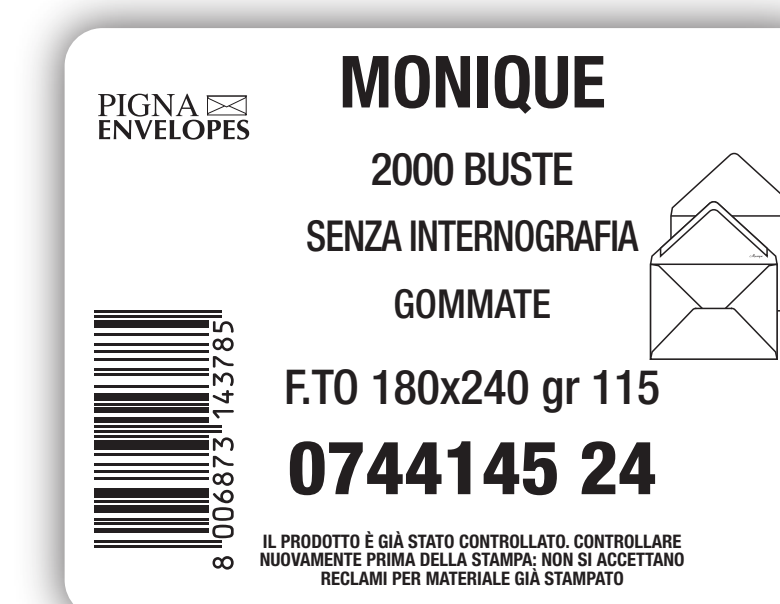 PIGNA
ENVELOPES
MONIQUE
2000 BUSTE
SENZA INTERNOGRAFIA
GOMMATE
F.TO 180x240 gr 115
0744145 24
8 006873 143785
IL PRODOTTO È GIÀ STATO CONTROLLATO. CONTROLLARE
NUOVAMENTE PRIMA DELLA STAMPA: NON SI ACCETTANO
RECLAMI PER MATERIALE GIÀ STAMPATO